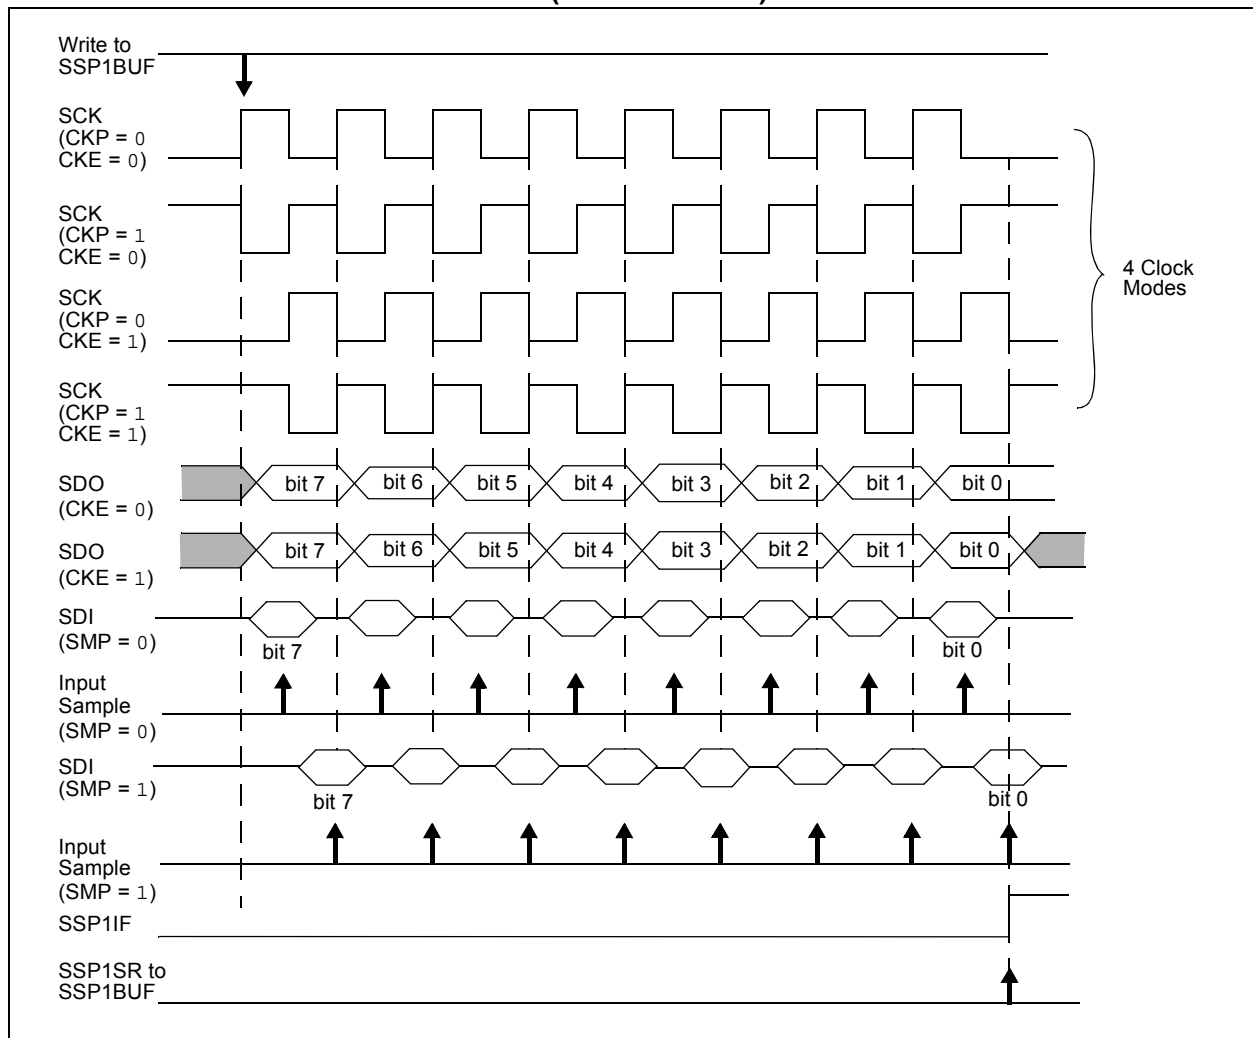 Write to
SSP1BUF
SCK
(CKP = 0
CKE = 0)
SCK
(CKP = 1
CKE = 0)
4 Clock
Modes
SCK
(CKP = 0
CKE = 1)
SCK
(CKP = 1
CKE = 1)
SDO
(CKE = 0)
bit 7 bit 6 bit 5 bit 4 bit 3 bit 2 bit 1 bit 0
SDO
(CKE = 1)
bit 7 bit 6 bit 5 bit 4 bit 3 bit 2 bit 1 bit 0
SDI
(SMP = 0)
bit 7 bit 0
Input
Sample
(SMP = 0)
SDI
(SMP = 1)
bit 7 bit 0
Input
Sample
(SMP = 1)
SSP1IF
SSP1SR to
SSP1BUF